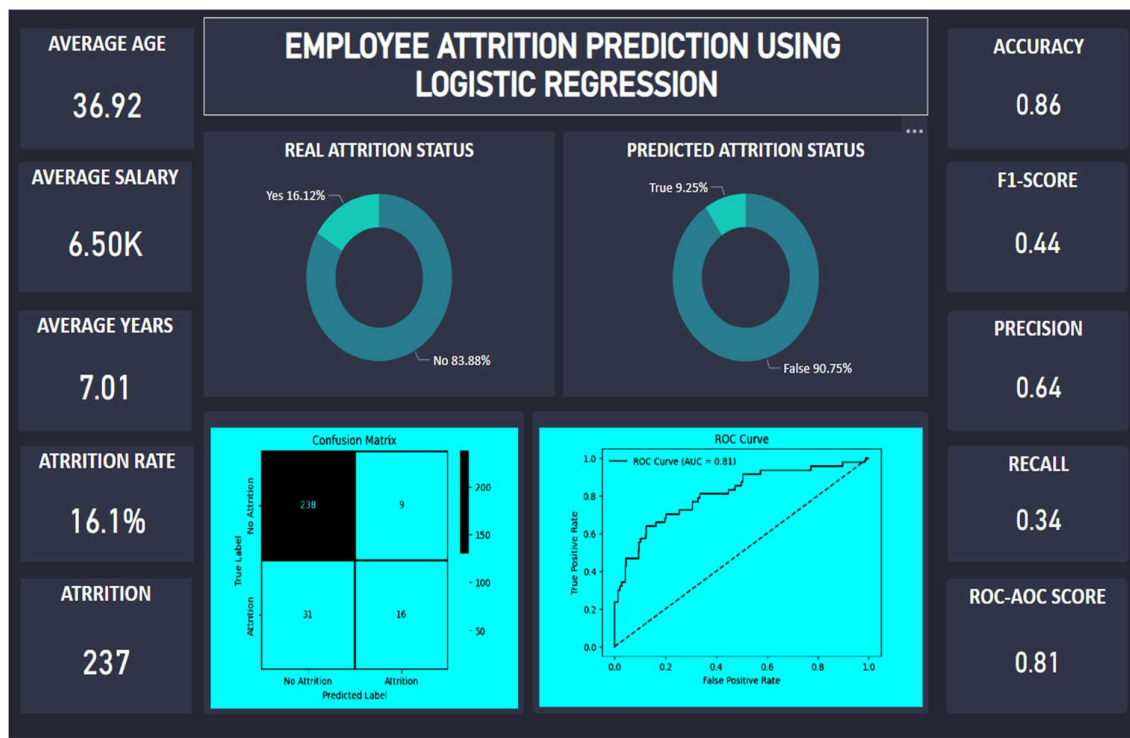 AVERAGE AGE
36.92
AVERAGE SALARY
6.50K
AVERAGE YEARS
7.01
ATRRITION RATE
16.1%
ATRRITION
237
EMPLOYEE ATTRITION PREDICTION USING
LOGISTIC REGRESSION
REAL ATTRITION STATUS
Yes 16.12%
No 83.88%
PREDICTED ATTRITION STATUS
True 9.25%
False 90.75%
Confusion Matrix
True Label
No Attrition
Attrition
238
9
31
16
No Attrition
Attrition
Predicted Label
200
150
100
50
ROC Curve
ROC Curve (AUC = 0.81)
True Positive Rate
1.0
0.8
0.6
0.4
0.2
0.0
0.0
0.2
0.4
0.6
0.8
1.0
False Positive Rate
ACCURACY
0.86
F1-SCORE
0.44
PRECISION
0.64
RECALL
0.34
ROC-AOC SCORE
0.81